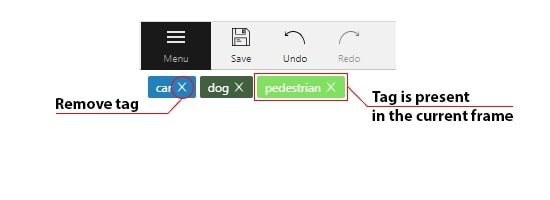 Menu
Save
Undo
Redo
car X
dog X
pedestrian X
Remove tag
Tag is present
in the current frame